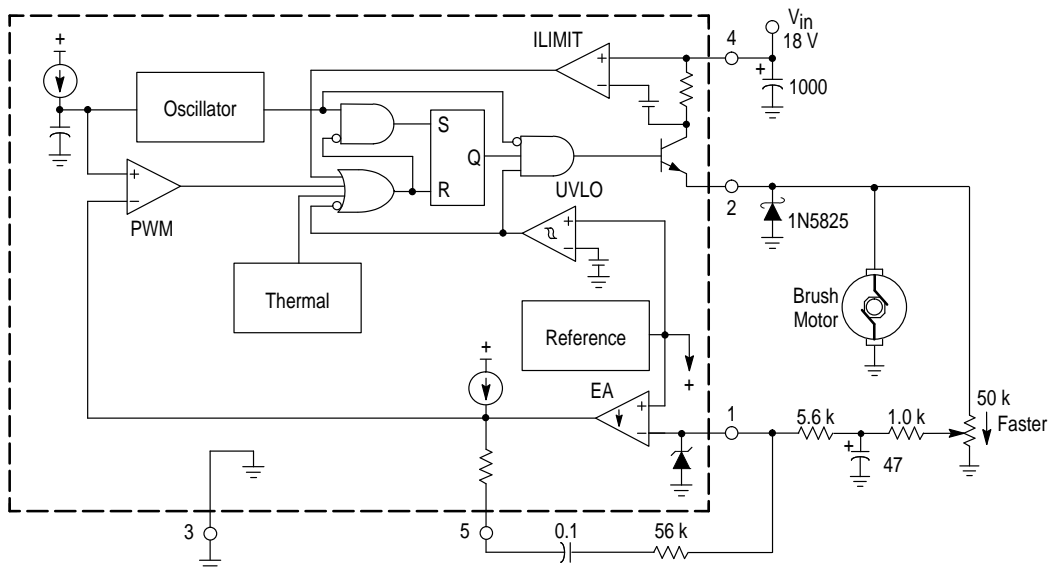 Vin
18 V
4
ILIMIT
+
+
−
+
1000
Oscillator
S
Q
R
UVLO
+
−
PWM
2
1N5825
+
−
Thermal
Brush
Motor
Reference
+
+
EA
+
−
1
5.6 k
1.0 k
50 k
Faster
+
47
3
5
0.1
56 k